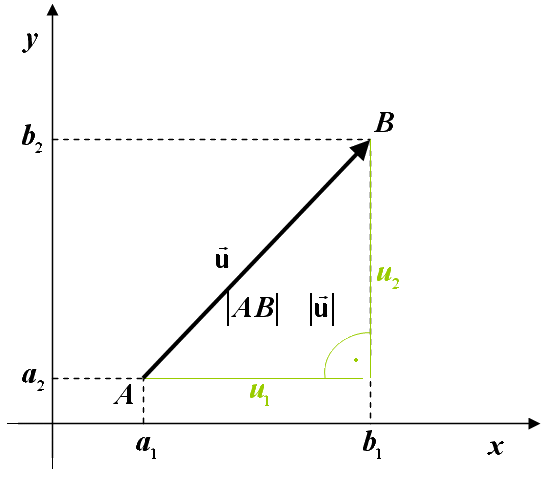 y
b₂
B
u⃗
u₂
|AB| |u⃗|
a₂
A
u₁
a₁
b₁
x